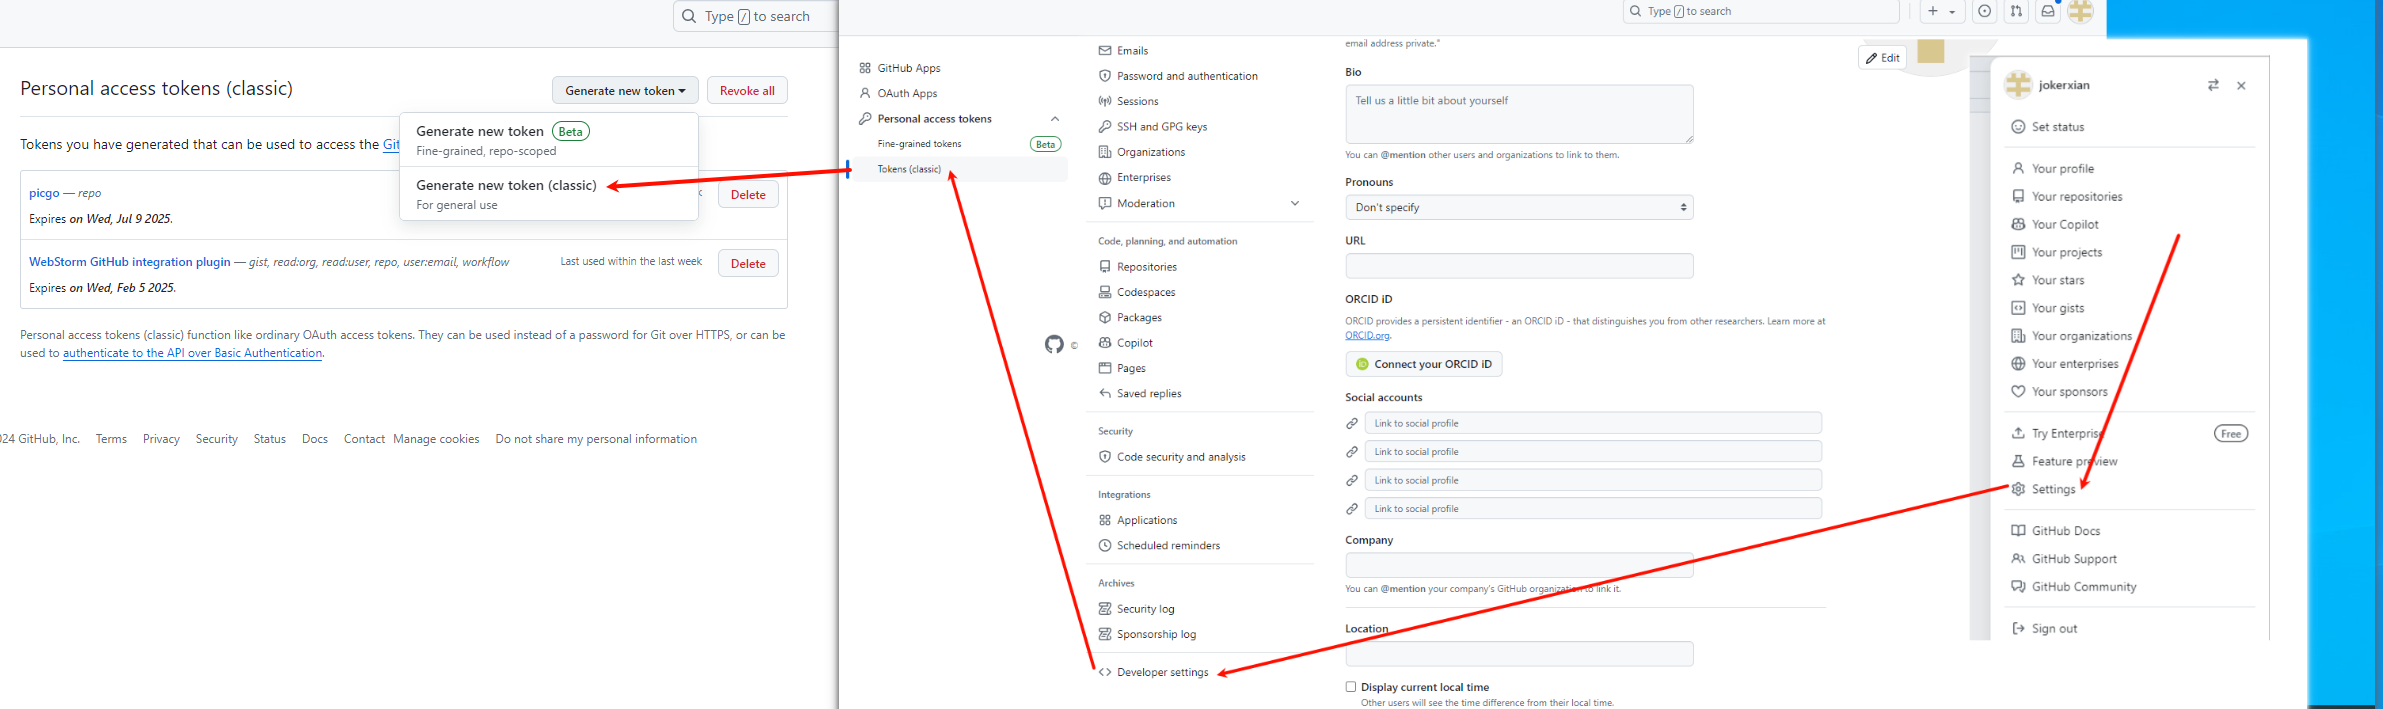 Type / to search
Personal access tokens (classic)
Generate new token
Revoke all
Generate new token Beta
Fine-grained, repo-scoped
Generate new token (classic)
For general use
Tokens you have generated that can be used to access the Git
picgo — repo
Delete
Expires on Wed, Jul 9 2025.
WebStorm GitHub integration plugin — gist, read:org, read:user, repo, user:email, workflow
Last used within the last week
Delete
Expires on Wed, Feb 5 2025.
Personal access tokens (classic) function like ordinary OAuth access tokens. They can be used instead of a password for Git over HTTPS, or can be
used to authenticate to the API over Basic Authentication.
24 GitHub, Inc.
Terms
Privacy
Security
Status
Docs
Contact
Manage cookies
Do not share my personal information
Type / to search
GitHub Apps
OAuth Apps
Personal access tokens
Fine-grained tokens
Beta
Tokens (classic)
©
Emails
Password and authentication
Sessions
SSH and GPG keys
Organizations
Enterprises
Moderation
Code, planning, and automation
Repositories
Codespaces
Packages
Copilot
Pages
Saved replies
Security
Code security and analysis
Integrations
Applications
Scheduled reminders
Archives
Security log
Sponsorship log
Developer settings
email address private."
Edit
Bio
Tell us a little bit about yourself
You can @mention other users and organizations to link to them.
Pronouns
Don't specify
URL
ORCID iD
ORCID provides a persistent identifier - an ORCID iD - that distinguishes you from other researchers. Learn more at
ORCID.org.
iD Connect your ORCID iD
Social accounts
Link to social profile
Link to social profile
Link to social profile
Link to social profile
Company
You can @mention your company's GitHub organization to link it.
Location
Display current local time
Other users will see the time difference from their local time.
jokerxian
Set status
Your profile
Your repositories
Your Copilot
Your projects
Your stars
Your gists
Your organizations
Your enterprises
Your sponsors
Try Enterprise
Free
Feature preview
Settings
GitHub Docs
GitHub Support
GitHub Community
Sign out